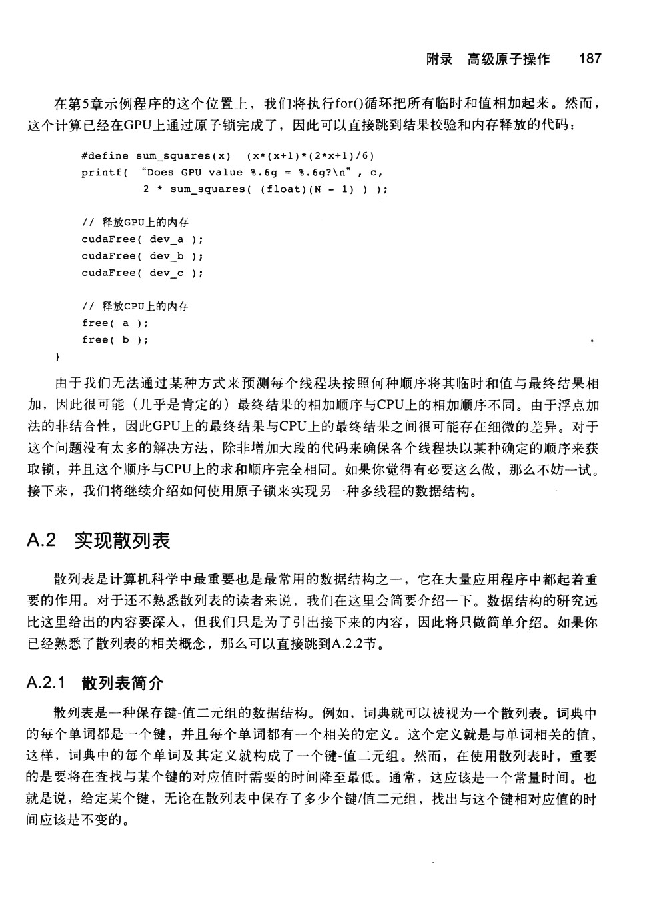 附录 高级原子操作 187
在第5章示例程序的这个位置上，我们将执行for()循环把所有临时和值相加起来。然而，
这个计算已经在GPU上通过原子锁完成了，因此可以直接跳到结果校验和内存释放的代码：
#define sum_squares(x) (x*(x+1)*(2*x+1)/6)
printf( "Does GPU value %.6g = %.6g?\n", c,
2 * sum_squares( (float)(N - 1) ) );
// 释放GPU上的内存
cudaFree( dev_a );
cudaFree( dev_b );
cudaFree( dev_c );
// 释放CPU上的内存
free( a );
free( b );
}
由于我们无法通过某种方式来预测每个线程块按照何种顺序将其临时和值与最终结果相
加，因此很可能（几乎是肯定的）最终结果的相加顺序与CPU上的相加顺序不同。由于浮点加
法的非结合性，因此GPU上的最终结果与CPU上的最终结果之间很可能存在细微的差异。对于
这个问题没有太多的解决方法，除非增加大段的代码来确保各个线程块以某种确定的顺序来获
取锁，并且这个顺序与CPU上的求和顺序完全相同。如果你觉得有必要这么做，那么不妨一试。
接下来，我们将继续介绍如何使用原子锁来实现另一种多线程的数据结构。
A.2 实现散列表
散列表是计算机科学中最重要也是最常用的数据结构之一，它在大量应用程序中都起着重
要的作用。对于还不熟悉散列表的读者来说，我们在这里会简要介绍一下。数据结构的研究远
比这里给出的内容要深入，但我们只是为了引出接下来的内容，因此将只做简单介绍。如果你
已经熟悉了散列表的相关概念，那么可以直接跳到A.2.2节。
A.2.1 散列表简介
散列表是一种保存键-值二元组的数据结构。例如，词典就可以被视为一个散列表。词典中
的每个单词都是一个键，并且每个单词都有一个相关的定义。这个定义就是与单词相关的值，
这样，词典中的每个单词及其定义就构成了一个键-值二元组。然而，在使用散列表时，重要
的是要将在查找与某个键的对应值时需要的时间降至最低。通常，这应该是一个常量时间。也
就是说，给定某个键，无论在散列表中保存了多少个键/值二元组，找出与这个键相对应值的时
间应该是不变的。